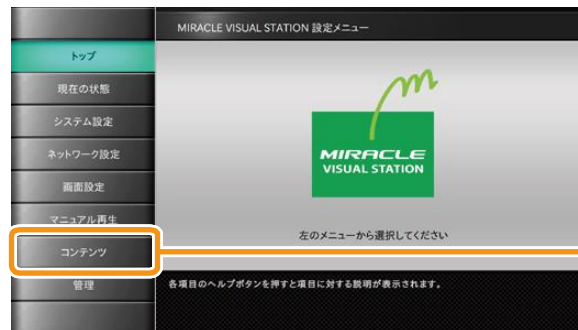 MIRACLE VISUAL STATION 設定メニュー
トップ
現在の状態
システム設定
ネットワーク設定
画面設定
マニュアル再生
コンテンツ
管理
m
MIRACLE
VISUAL STATION
左のメニューから選択してください
各項目のヘルプボタンを押すと項目に対する説明が表示されます。